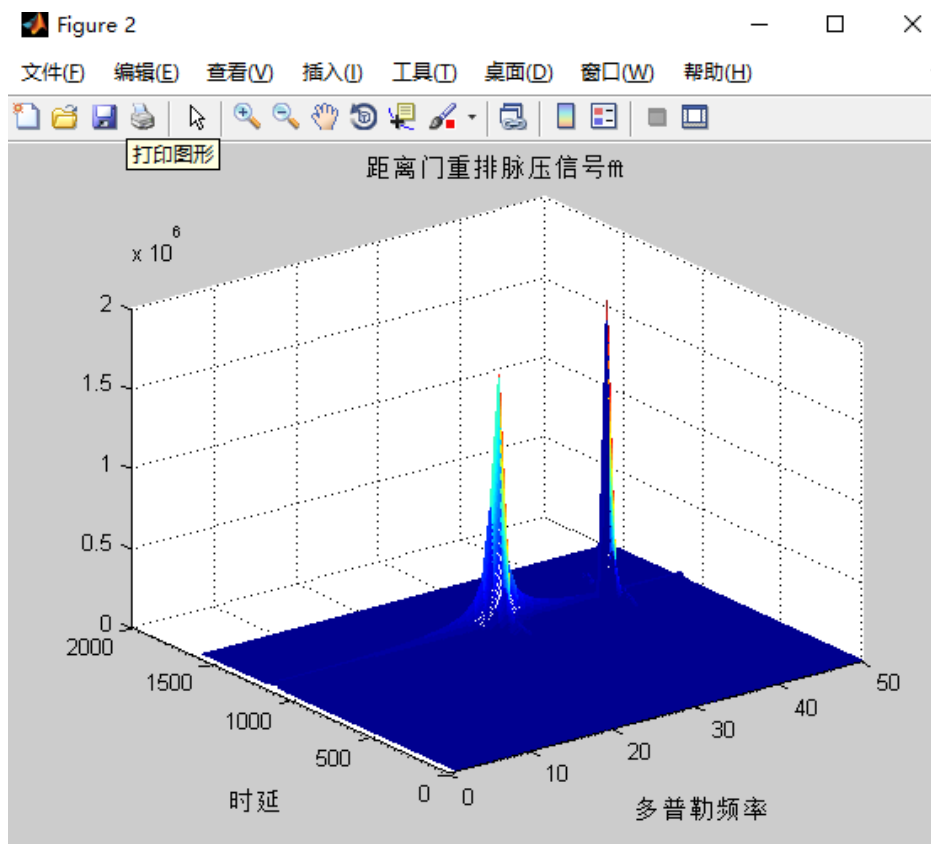 Figure 2
文件(F) 编辑(E) 查看(V) 插入(I) 工具(T) 桌面(D) 窗口(W) 帮助(H)
打印图形
距离门重排脉压信号fft
x 10^6
2
1.5
1
0.5
0
2000
1500
1000
500
0
0
10
20
30
40
50
时延
多普勒频率